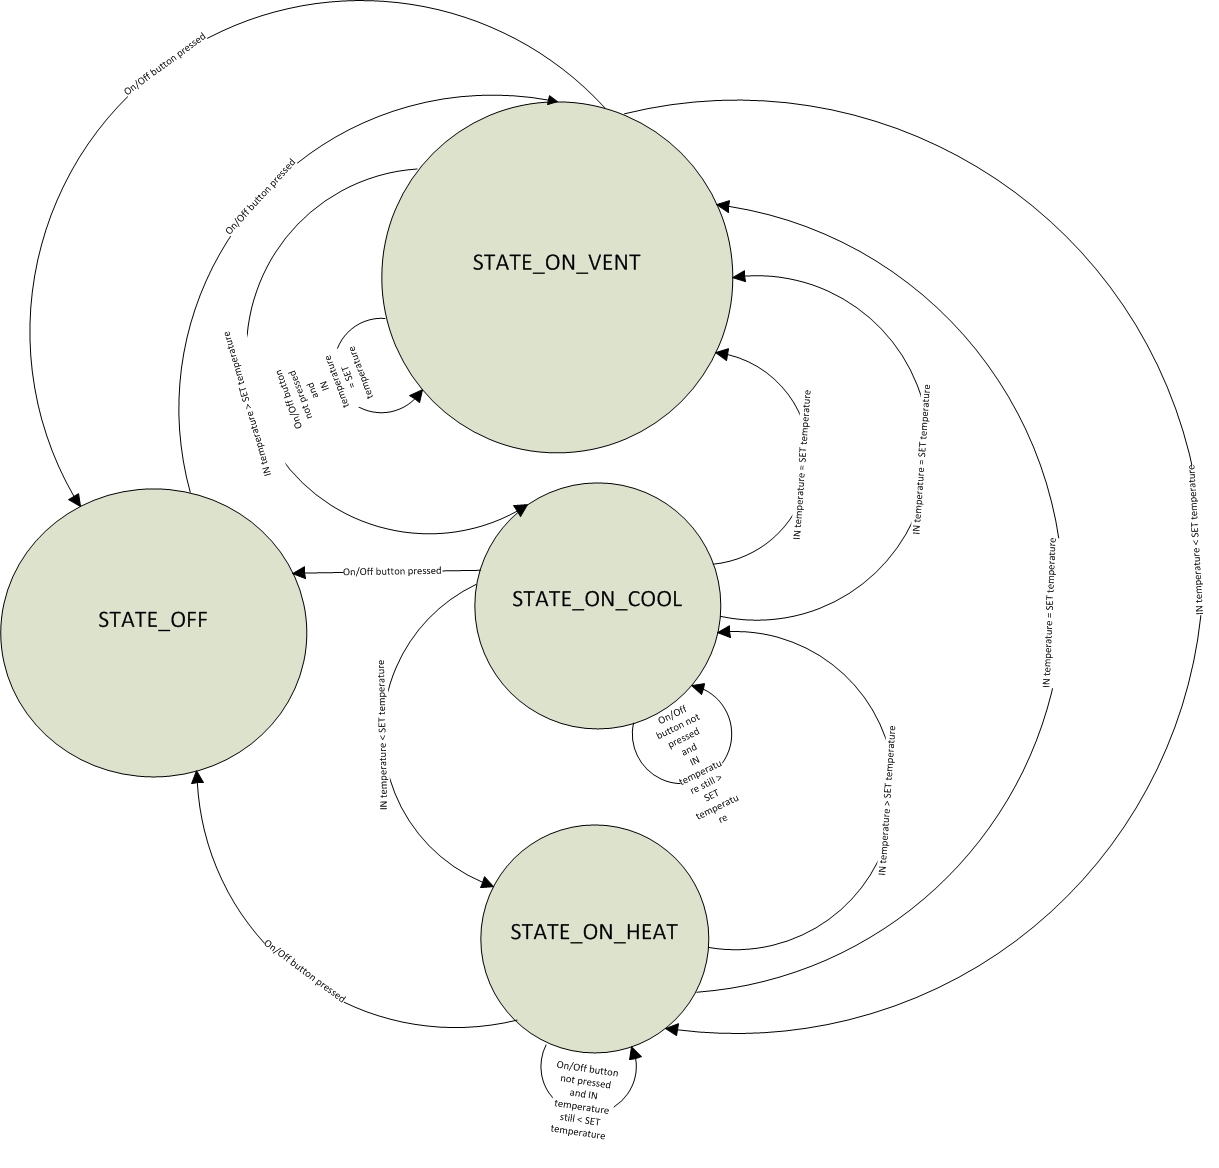 On/Off button pressed
On/Off button pressed
STATE_ON_VENT
IN temperature > SET temperature
On/Off button
not pressed
and
IN
temperature
= SET
temperature
IN temperature = SET temperature
IN temperature = SET temperature
IN temperature = SET temperature
IN temperature < SET temperature
On/Off button pressed
STATE_ON_COOL
STATE_OFF
IN temperature < SET temperature
On/Off
button not
pressed
and
IN
temperatu
re still >
SET
temperatu
re
IN temperature > SET temperature
STATE_ON_HEAT
On/Off button pressed
On/Off button
not pressed
and IN
temperature
still < SET
temperature